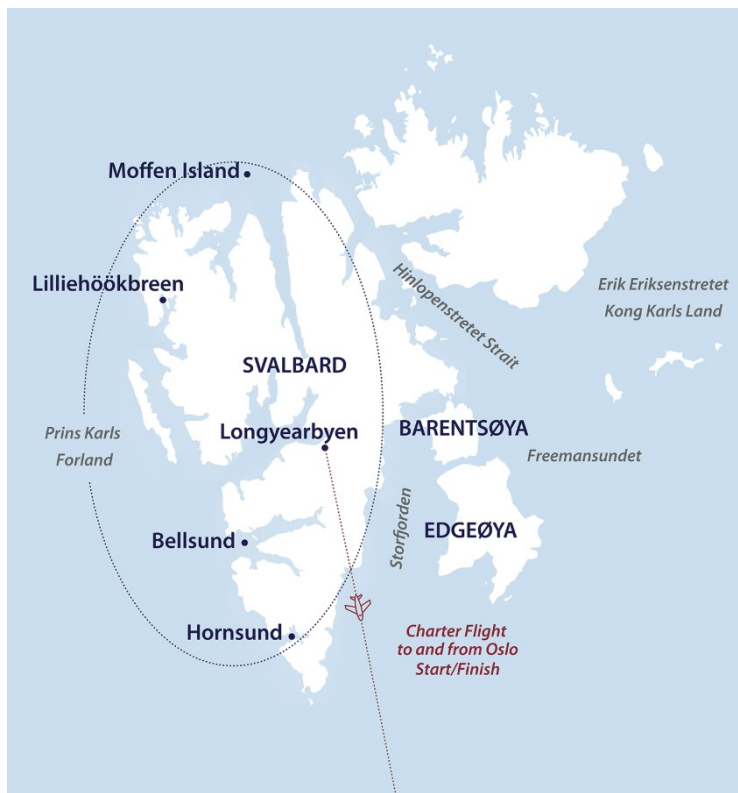 Moffen Island
Lilliehöökbreen
Hinlopenstretet Strait
Erik Eriksenstretet
Kong Karls Land
SVALBARD
Prins Karls
Forland
Longyearbyen
BARENTSØYA
Freemansundet
Storfjorden
EDGEØYA
Bellsund
Hornsund
Charter Flight
to and from Oslo
Start/Finish